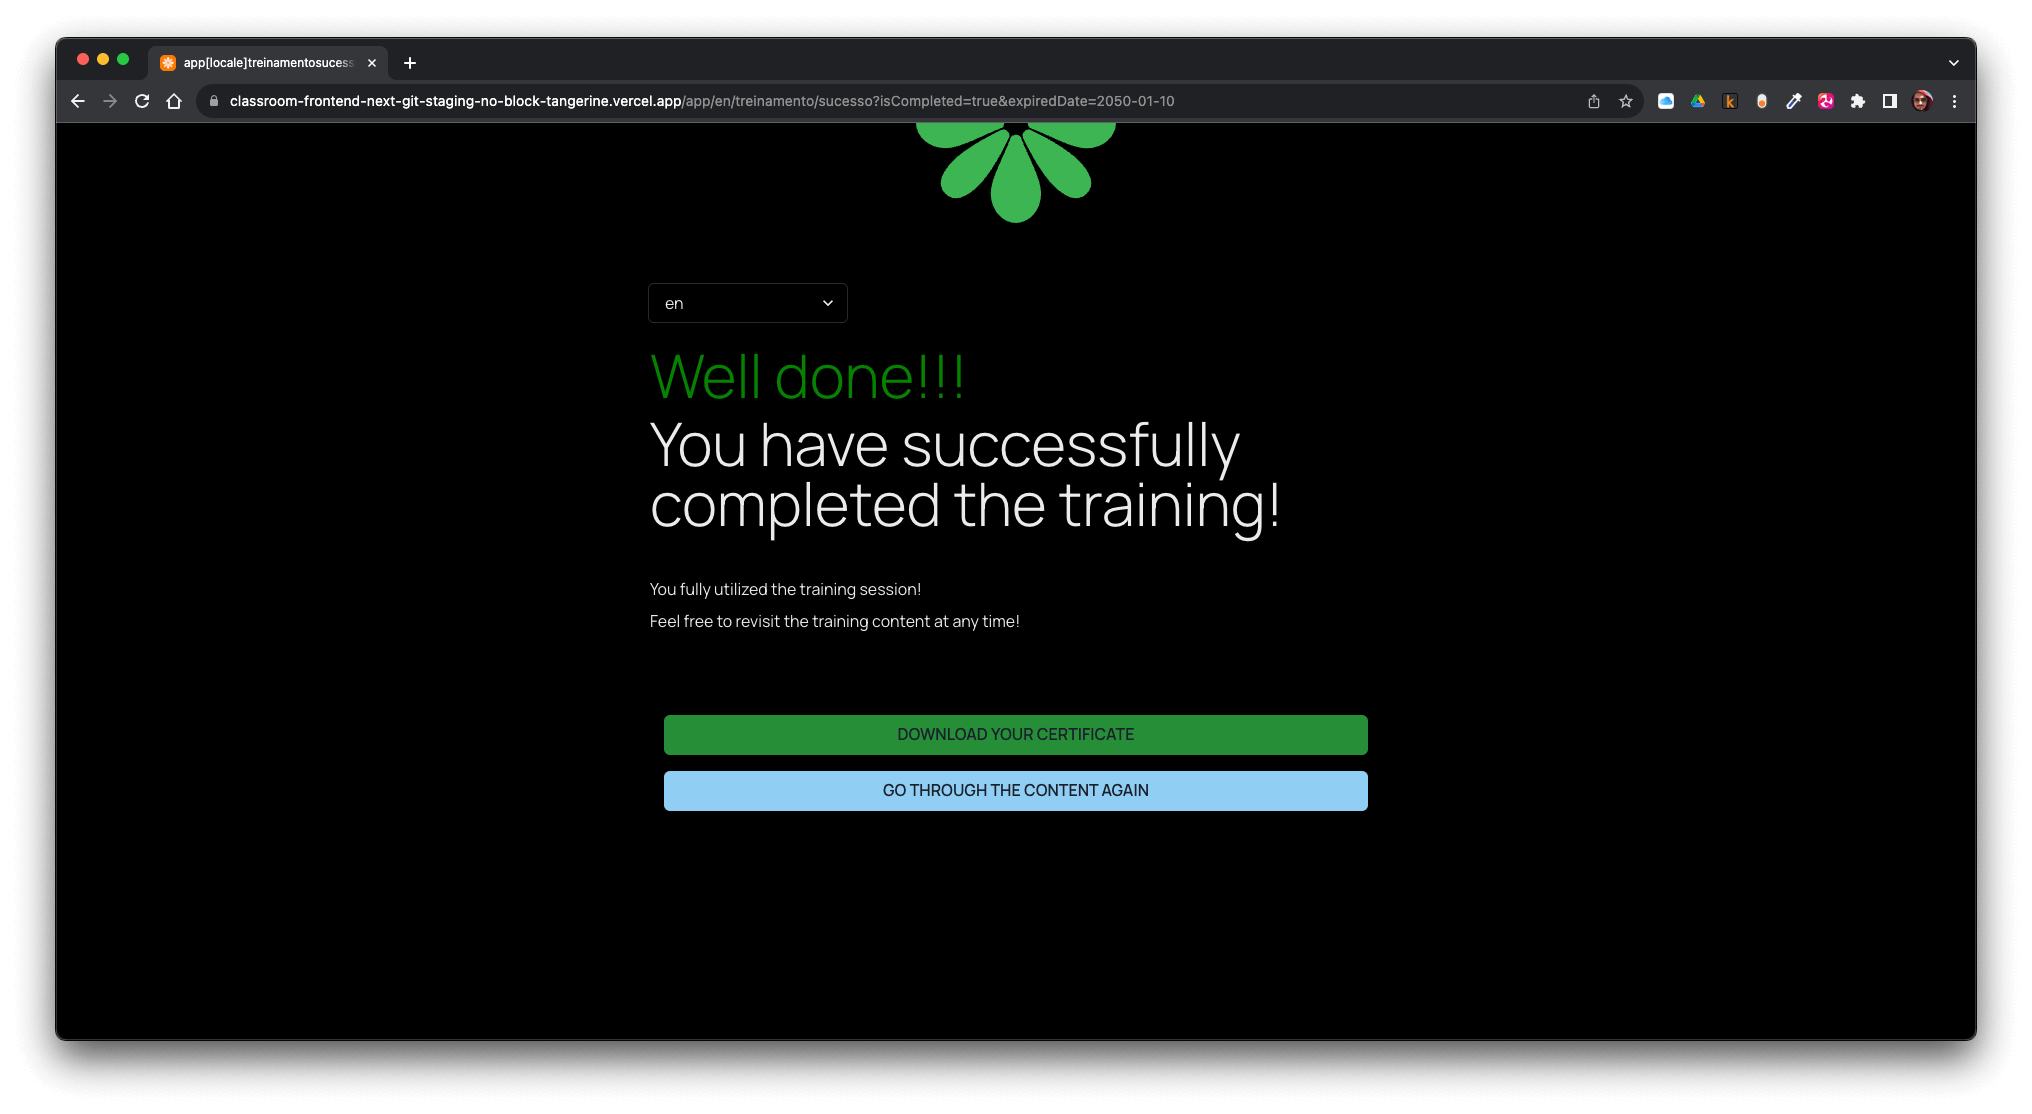 app[locale]treinamentosucess
classroom-frontend-next-git-staging-no-block-tangerine.vercel.app/app/en/treinamento/sucesso?isCompleted=true&expiredDate=2050-01-10
en
Well done!!!
You have successfully
completed the training!
You fully utilized the training session!
Feel free to revisit the training content at any time!
DOWNLOAD YOUR CERTIFICATE
GO THROUGH THE CONTENT AGAIN